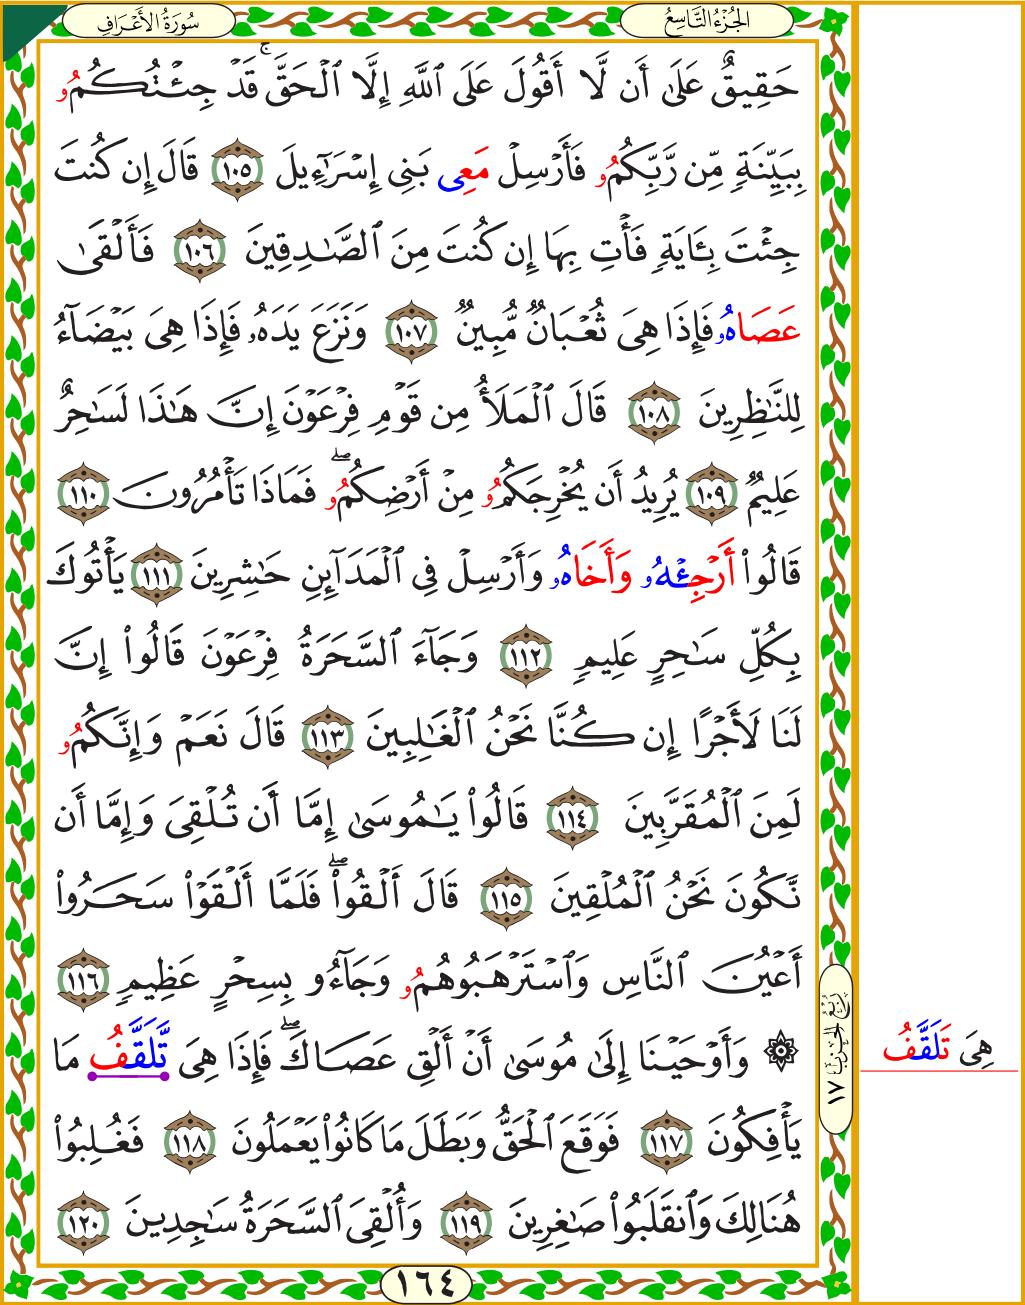 الجُزْءُ التَّاسِعُ
سُورَةُ الأَعْرَافِ
حَقِيقٌ عَلَىٰ أَن لَّا أَقُولَ عَلَى ٱللَّهِ إِلَّا ٱلْحَقَّۚ قَدْ جِئْتُكُمُۥ
بِبَيِّنَةٖ مِّن رَّبِّكُمُۥ فَأَرْسِلْ مَعِى بَنِى إِسْرَٰٓءِيلَ ١٠٥ قَالَ إِن كُنتَ
جِئْتَ بِـَٔايَةٖ فَأْتِ بِهَا إِن كُنتَ مِنَ ٱلصَّٰدِقِينَ ١٠٦ فَأَلْقَىٰ
عَصَاهُۥ فَإِذَا هِىَ ثُعْبَانٌ مُّبِينٌ ١٠٧ وَنَزَعَ يَدَهُۥ فَإِذَا هِىَ بَيْضَآءُ
لِلنَّٰظِرِينَ ١٠٨ قَالَ ٱلْمَلَأُ مِن قَوْمِ فِرْعَوْنَ إِنَّ هَٰذَا لَسَٰحِرٌ
عَلِيمٌ ١٠٩ يُرِيدُ أَن يُخْرِجَكُمُۥ مِنْ أَرْضِكُمُۥۖ فَمَاذَا تَأْمُرُونَ ١١٠
قَالُواْ أَرْجِئْهُۥ وَأَخَاهُۥ وَأَرْسِلْ فِى ٱلْمَدَآئِنِ حَٰشِرِينَ ١١١ يَأْتُوكَ
بِكُلِّ سَٰحِرٍ عَلِيمٖ ١١٢ وَجَآءَ ٱلسَّحَرَةُ فِرْعَوْنَ قَالُواْ إِنَّ
لَنَا لَأَجْرًا إِن كُنَّا نَحْنُ ٱلْغَٰلِبِينَ ١١٣ قَالَ نَعَمْ وَإِنَّكُمُۥ
لَمِنَ ٱلْمُقَرَّبِينَ ١١٤ قَالُواْ يَٰمُوسَىٰ إِمَّا أَن تُلْقِىَ وَإِمَّا أَن
نَّكُونَ نَحْنُ ٱلْمُلْقِينَ ١١٥ قَالَ أَلْقُواْۖ فَلَمَّا أَلْقَوْاْ سَحَرُواْ
أَعْيُنَ ٱلنَّاسِ وَٱسْتَرْهَبُوهُمُۥ وَجَآءُو بِسِحْرٍ عَظِيمٖ ١١٦
۞ وَأَوْحَيْنَا إِلَىٰ مُوسَىٰ أَنْ أَلْقِ عَصَاكَۖ فَإِذَا هِىَ تَّلَقَّفُ مَا
يَأْفِكُونَ ١١٧ فَوَقَعَ ٱلْحَقُّ وَبَطَلَ مَا كَانُواْ يَعْمَلُونَ ١١٨ فَغُلِبُواْ
هُنَالِكَ وَٱنقَلَبُواْ صَٰغِرِينَ ١١٩ وَأُلْقِىَ ٱلسَّحَرَةُ سَٰجِدِينَ ١٢٠
رُبْعُ الحِزْبِ ١٧
هِىَ تَلَقَّفُ
١٦٤